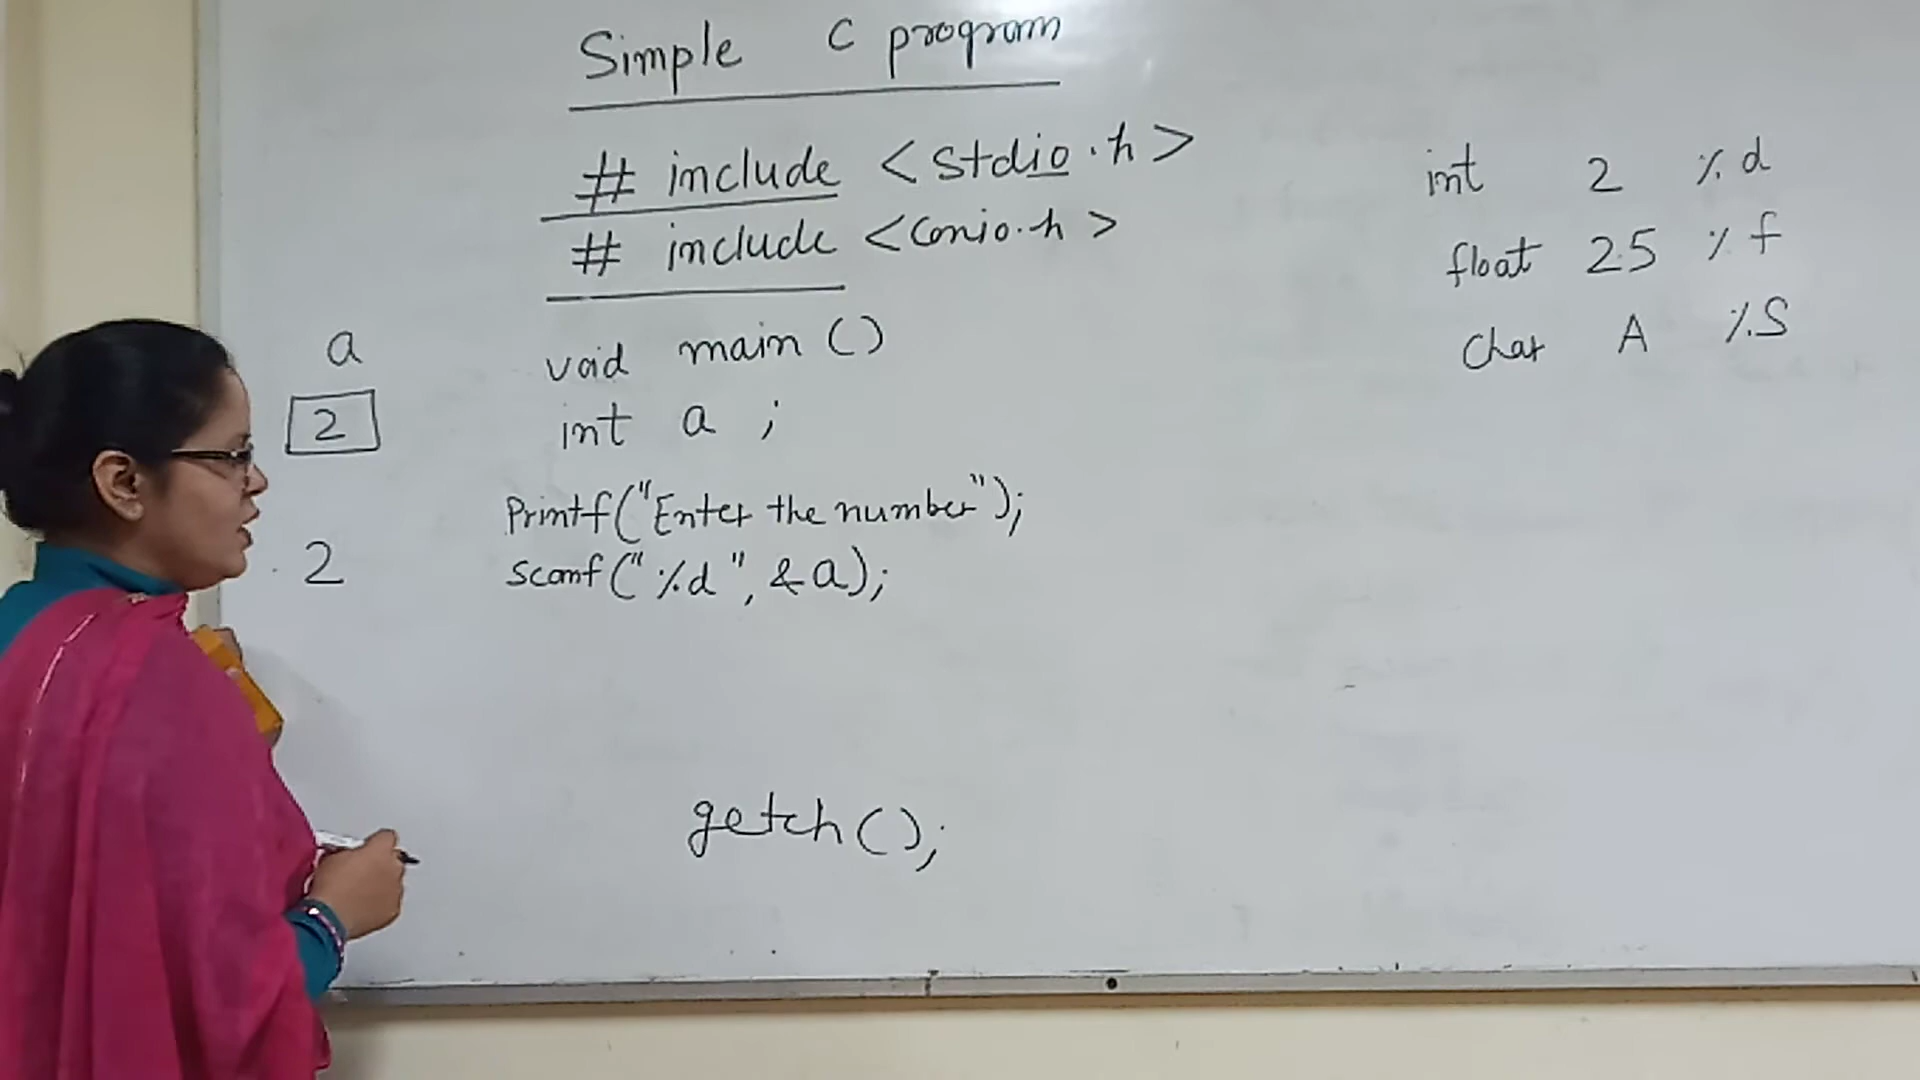 Simple C program
# include <stdio.h>
# include <conio.h>
void main ()
int a ;
Printf("Enter the number");
Scanf("%d", &a);
getch();
a
2
2
int 2 %d
float 2.5 %f
Char A %S